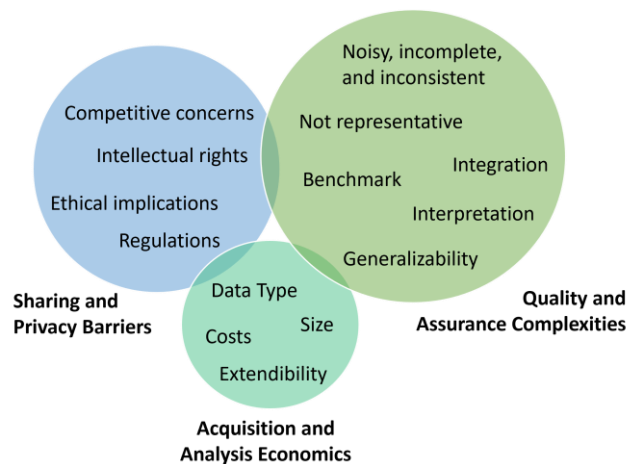 Noisy, incomplete,
and inconsistent
Competitive concerns
Not representative
Intellectual rights
Integration
Benchmark
Ethical implications
Interpretation
Regulations
Generalizability
Sharing and
Privacy Barriers
Data Type
Quality and
Assurance Complexities
Size
Costs
Extendibility
Acquisition and
Analysis Economics